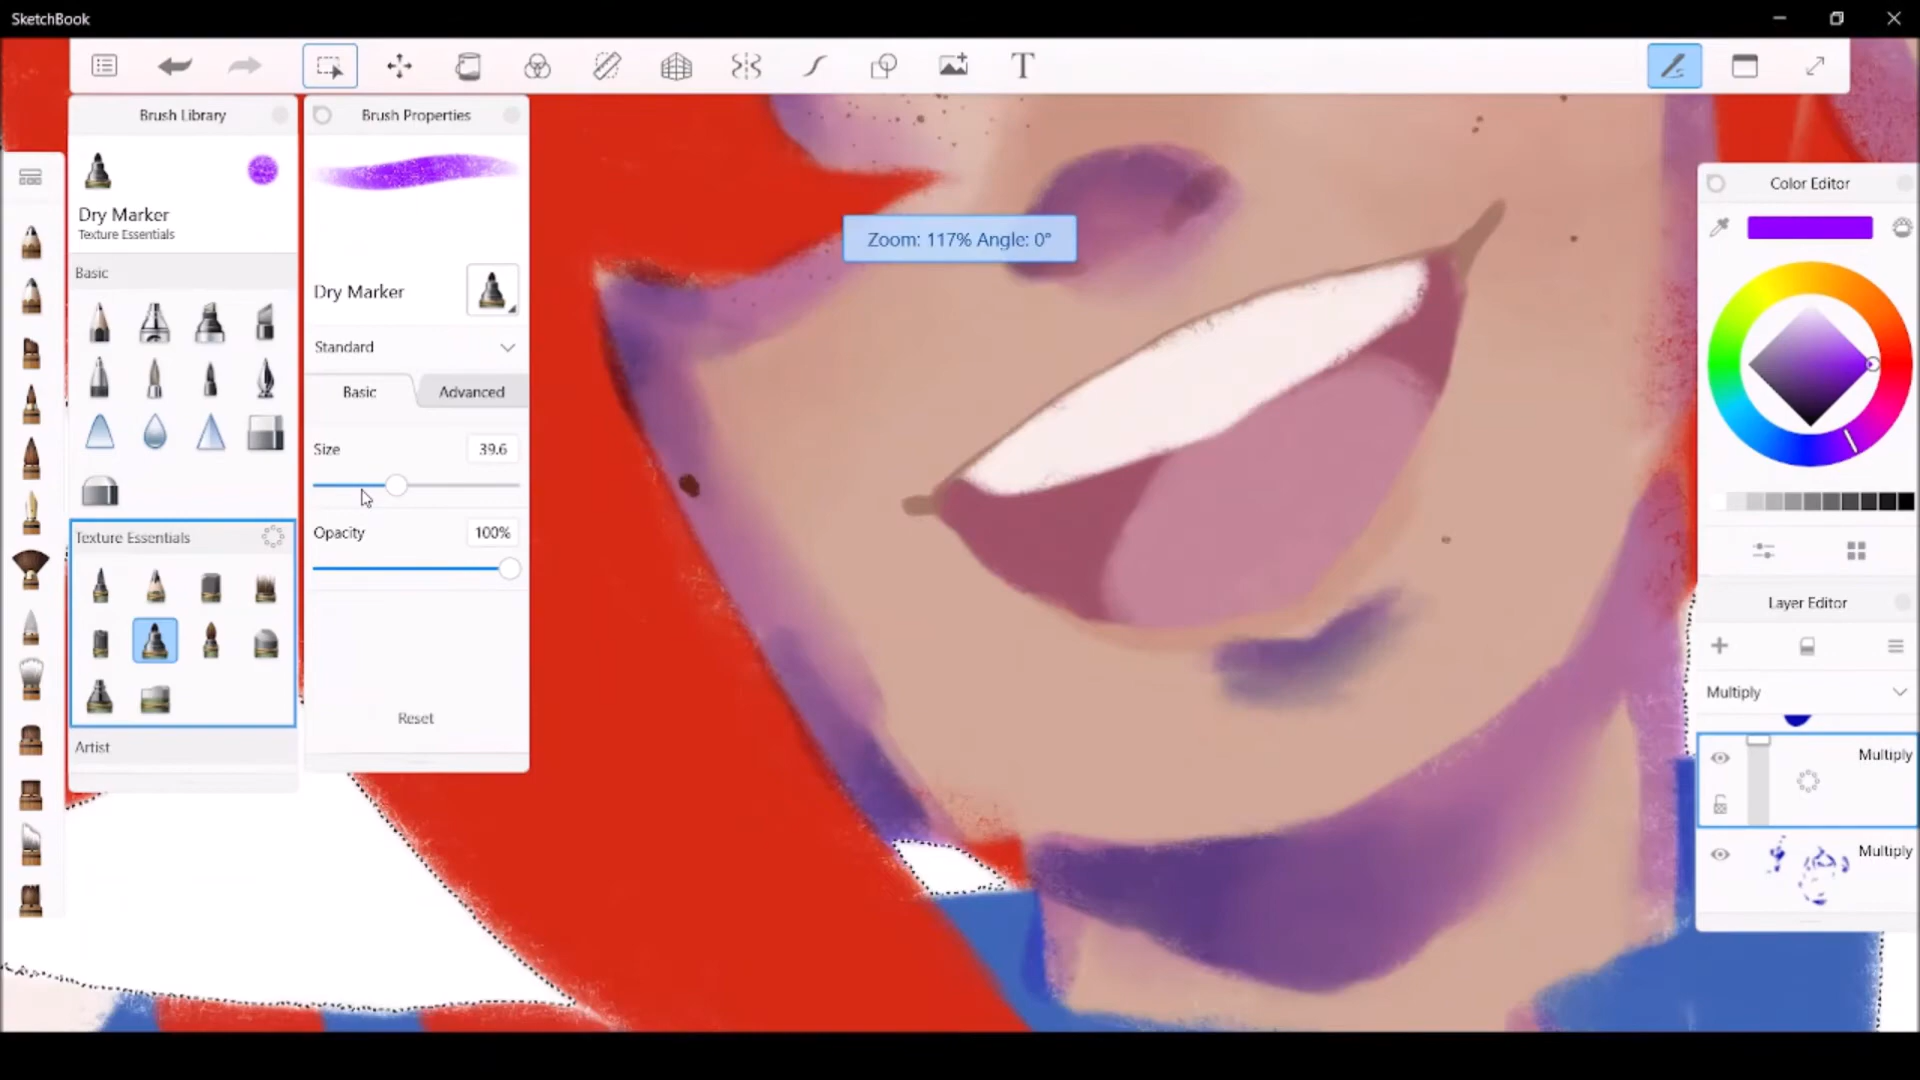 SketchBook
T
Brush Library
Dry Marker
Texture Essentials
Basic
Texture Essentials
Artist
Brush Properties
Dry Marker
Standard
Basic
Advanced
Size
39.6
Opacity
100%
Reset
Zoom: 117% Angle: 0°
Color Editor
Layer Editor
Multiply
Multiply
Multiply